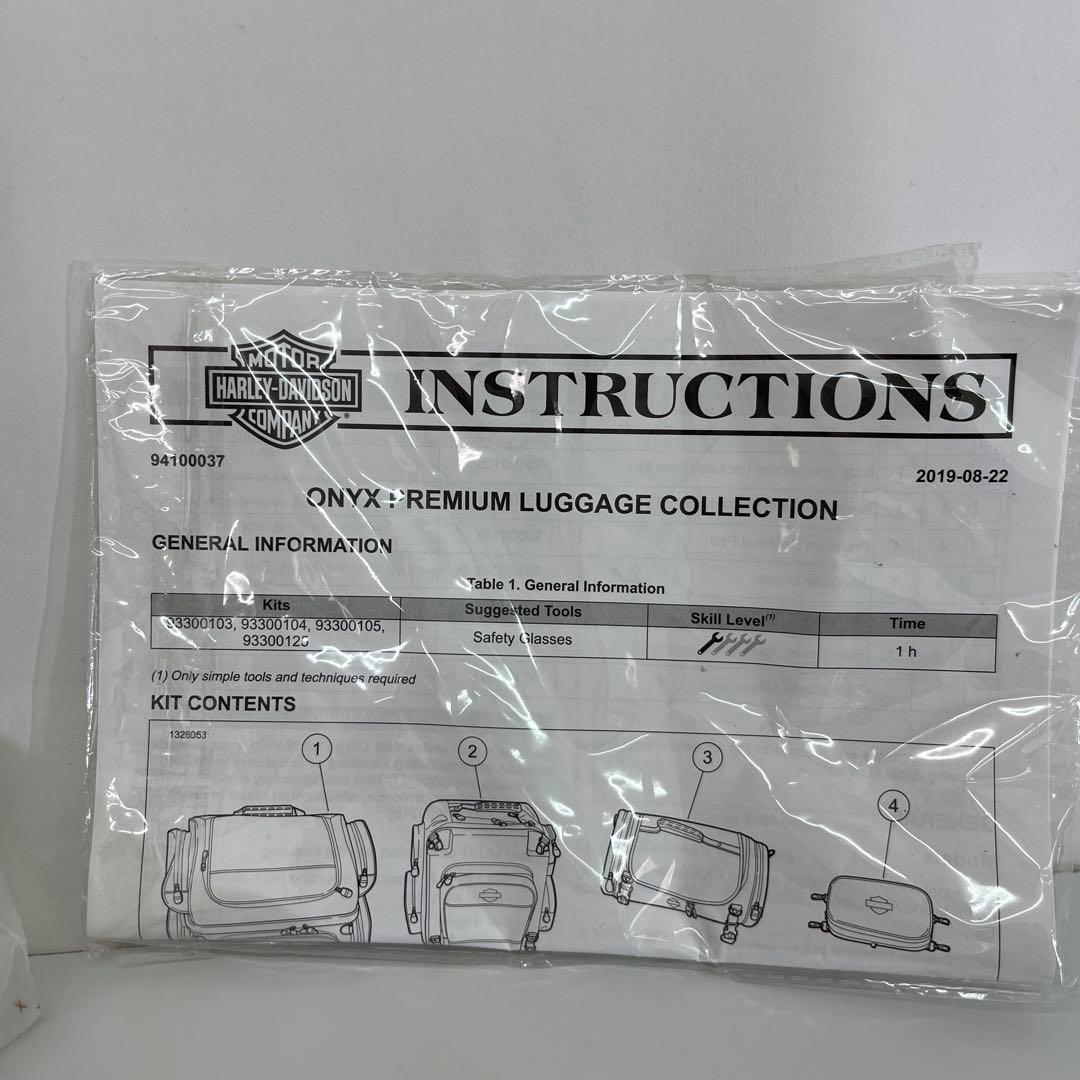 MOTOR
HARLEY-DAVIDSON
COMPANY
®
INSTRUCTIONS
94100037
2019-08-22
ONYX PREMIUM LUGGAGE COLLECTION
GENERAL INFORMATION
Table 1. General Information
Kits Suggested Tools Skill Level(1) Time
93300103, 93300104, 93300105, Safety Glasses 1 h
(1) Only simple tools and techniques required
KIT CONTENTS
1326053
1 2 3 4